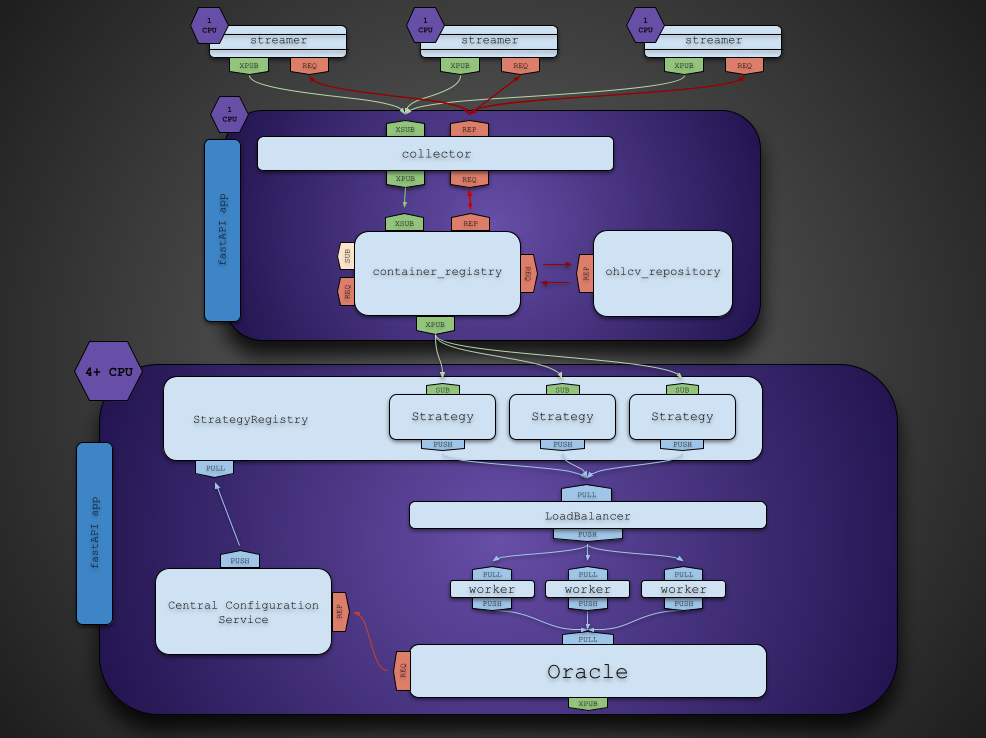 1
CPU
1
CPU
1
CPU
streamer
streamer
streamer
XPUB
REQ
XPUB
REQ
XPUB
REQ
1
CPU
XSUB
REP
collector
XPUB
REQ
fastAPI app
XSUB
REP
SUB
REQ
container_registry
REQ
REP
ohlcv_repository
XPUB
4+ CPU
SUB
SUB
SUB
StrategyRegistry
Strategy
Strategy
Strategy
PUSH
PUSH
PUSH
PULL
fastAPI app
PULL
LoadBalancer
PUSH
PUSH
PULL
PULL
PULL
worker
worker
worker
PUSH
PUSH
PUSH
Central Configuration
Service
REP
PULL
REQ
Oracle
XPUB